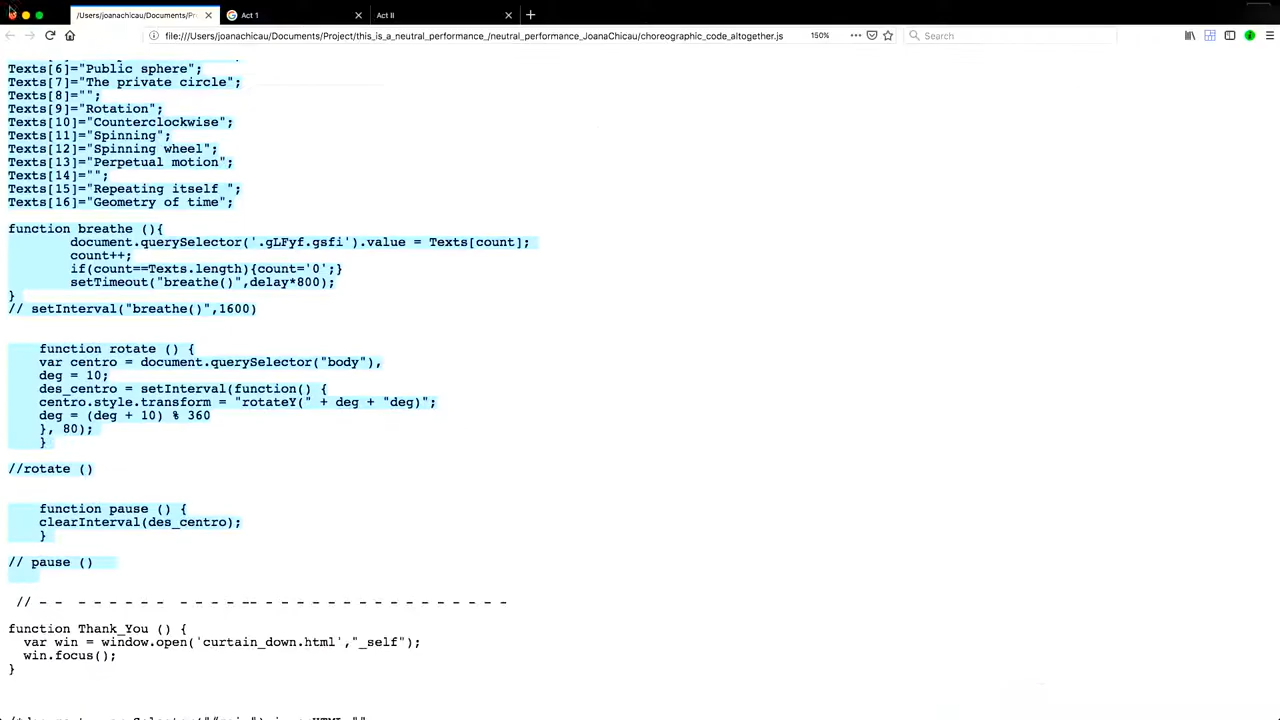 /Users/joanachicau/Documents/Pr
Act 1
Act II
file:///Users/joanachicau/Documents/Project/this_is_a_neutral_performance_/neutral_performance_JoanaChicau/choreographic_code_altogether.js
150%
Search
Texts[6]="Public sphere";
Texts[7]="The private circle";
Texts[8]="";
Texts[9]="Rotation";
Texts[10]="Counterclockwise";
Texts[11]="Spinning";
Texts[12]="Spinning wheel";
Texts[13]="Perpetual motion";
Texts[14]="";
Texts[15]="Repeating itself ";
Texts[16]="Geometry of time";
function breathe (){
document.querySelector('.gLFyf.gsfi').value = Texts[count];
count++;
if(count==Texts.length){count='0';}
setTimeout("breathe()",delay*800);
}
// setInterval("breathe()",1600)
function rotate () {
var centro = document.querySelector("body"),
deg = 10;
des_centro = setInterval(function() {
centro.style.transform = "rotateY(" + deg + "deg)";
deg = (deg + 10) % 360
}, 80);
}
//rotate ()
function pause () {
clearInterval(des_centro);
}
// pause ()
// - - - - - - - - - - - - -- - - - - - - - - - - - - - - - - -
function Thank_You () {
var win = window.open('curtain_down.html',"_self");
win.focus();
}